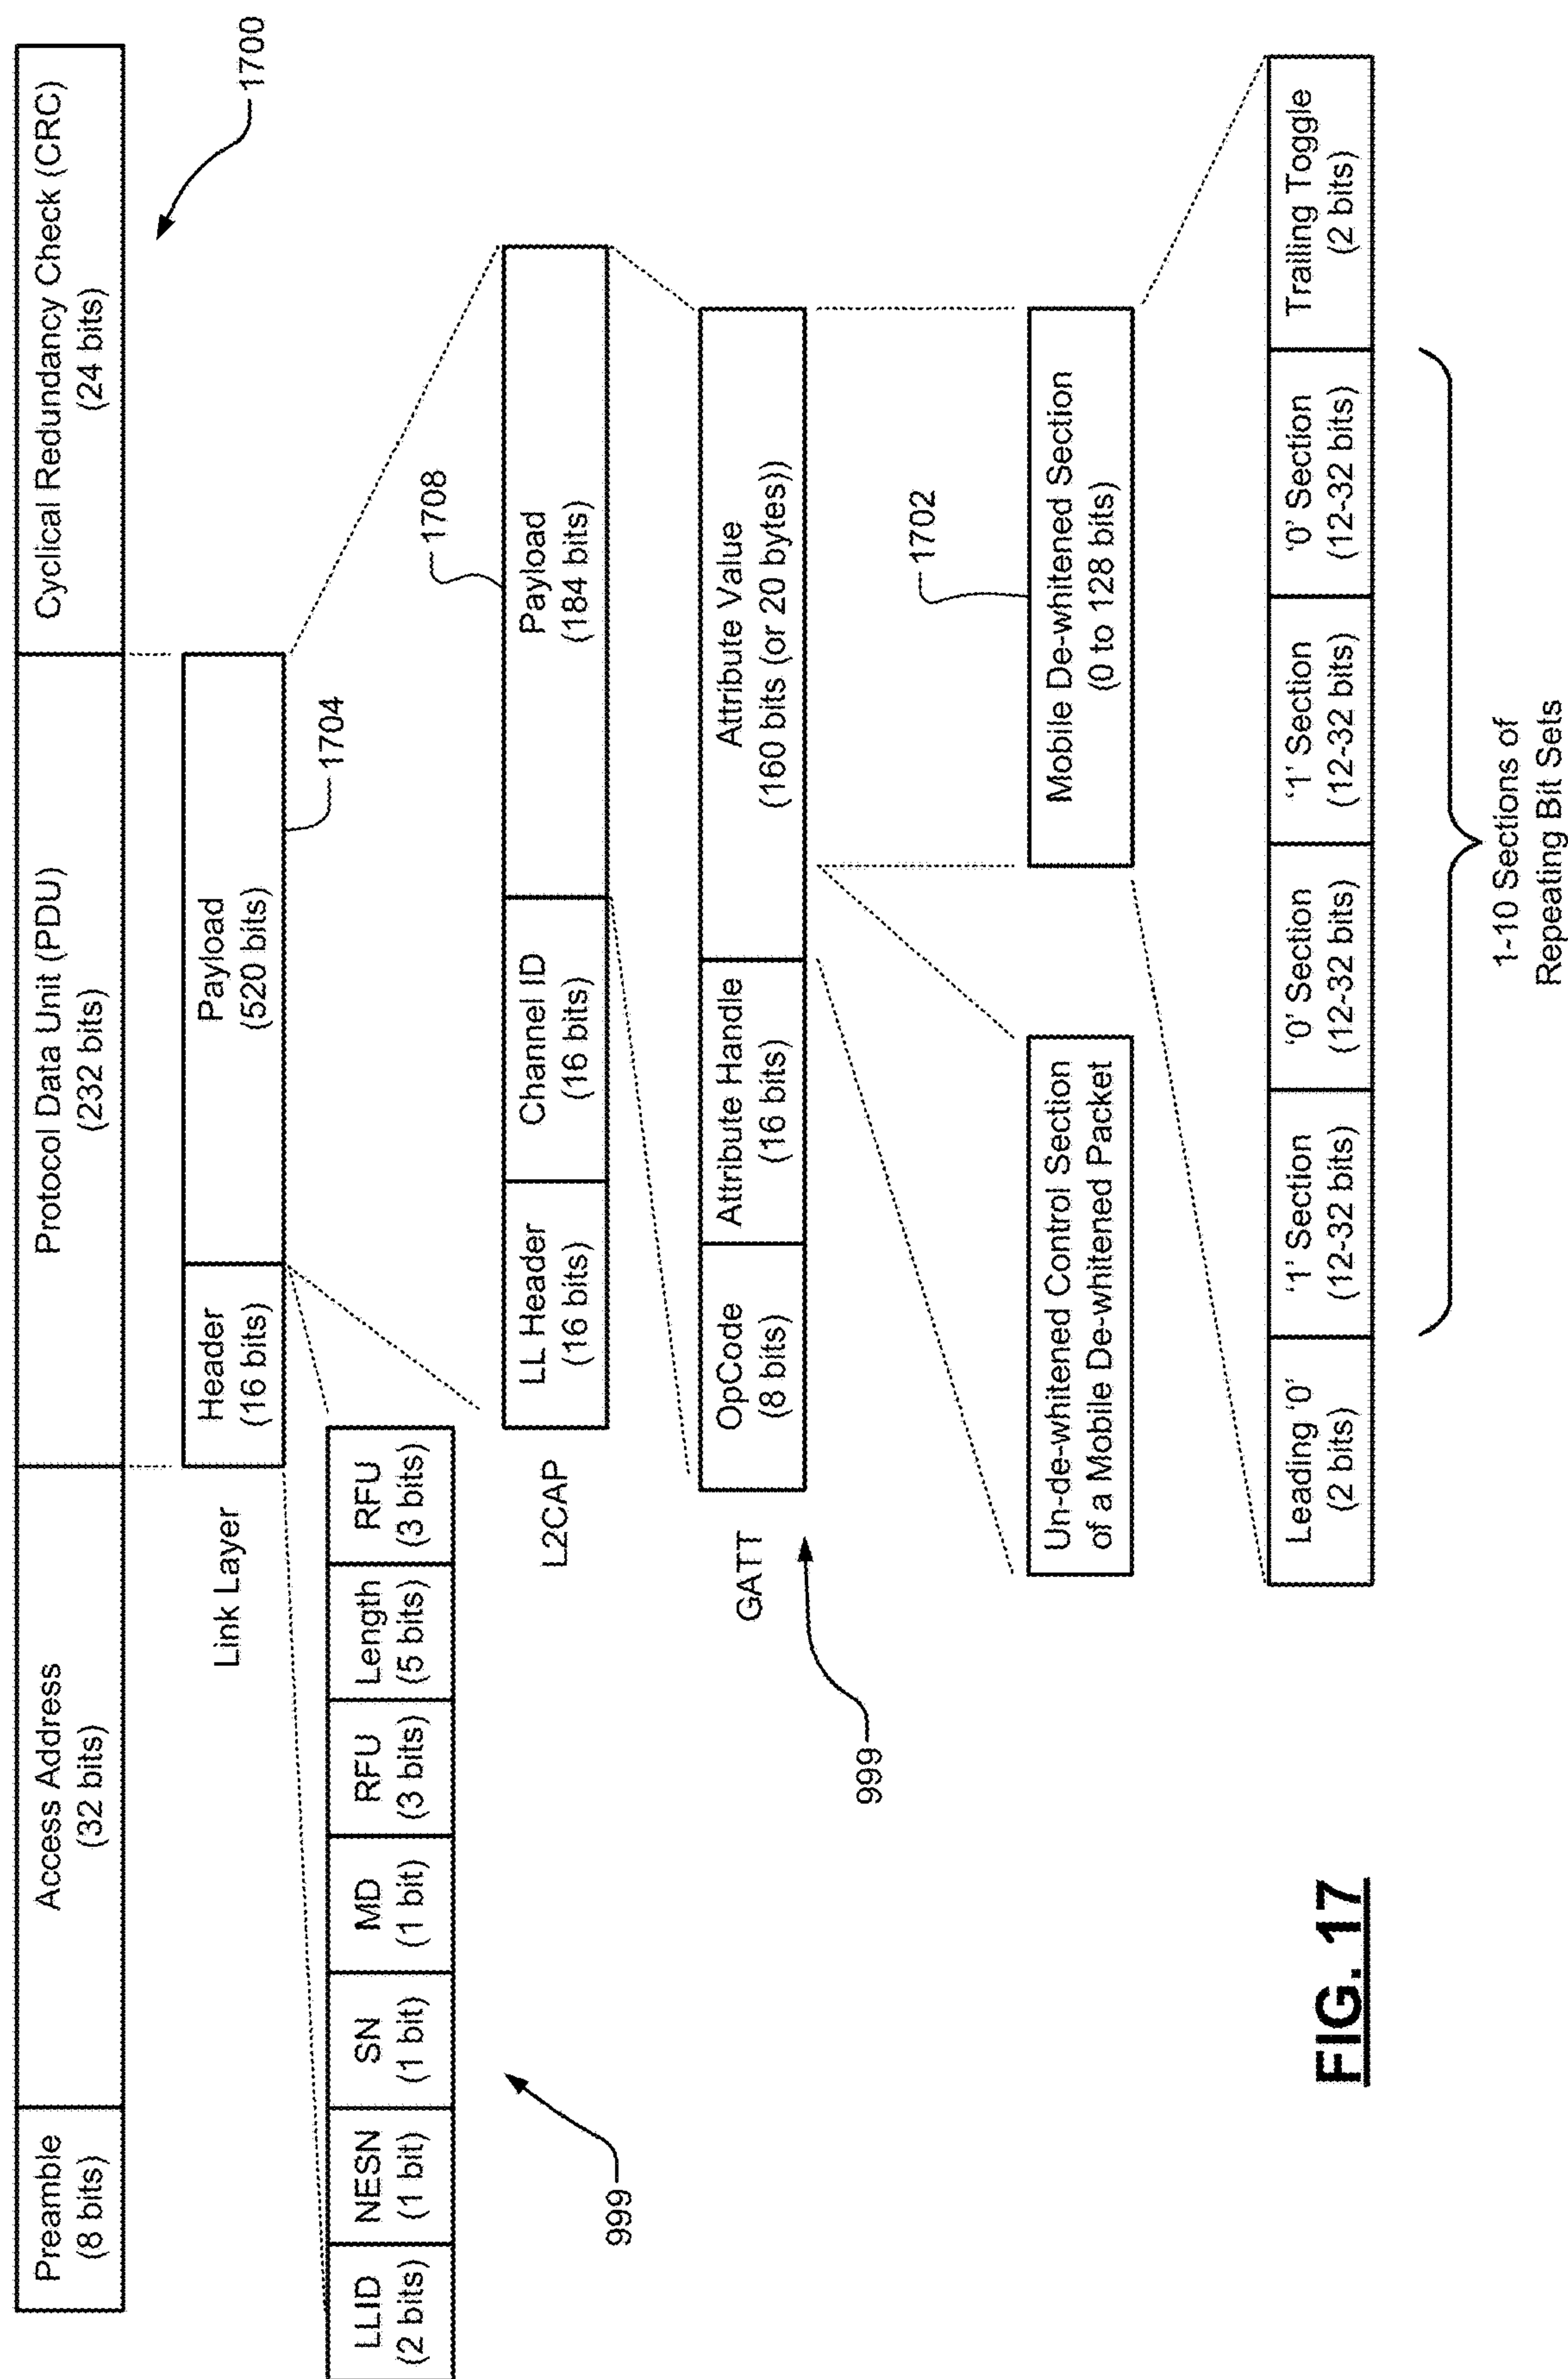 Preamble
(8 bits)
Access Address
(32 bits)
Protocol Data Unit (PDU)
(232 bits)
Cyclical Redundancy Check (CRC)
(24 bits)
1700
Link Layer
Header
(16 bits)
Payload
(520 bits)
1704
LLID
(2 bits)
NESN
(1 bit)
SN
(1 bit)
MD
(1 bit)
RFU
(3 bits)
Length
(5 bits)
RFU
(3 bits)
999
L2CAP
LL Header
(16 bits)
Channel ID
(16 bits)
Payload
(184 bits)
1708
GATT
999
OpCode
(8 bits)
Attribute Handle
(16 bits)
Attribute Value
(160 bits (or 20 bytes))
1702
Un-de-whitened Control Section
of a Mobile De-whitened Packet
Mobile De-whitened Section
(0 to 128 bits)
Leading '0'
(2 bits)
'1' Section
(12-32 bits)
'0' Section
(12-32 bits)
'1' Section
(12-32 bits)
'0' Section
(12-32 bits)
Trailing Toggle
(2 bits)
1-10 Sections of
Repeating Bit Sets
FIG. 17